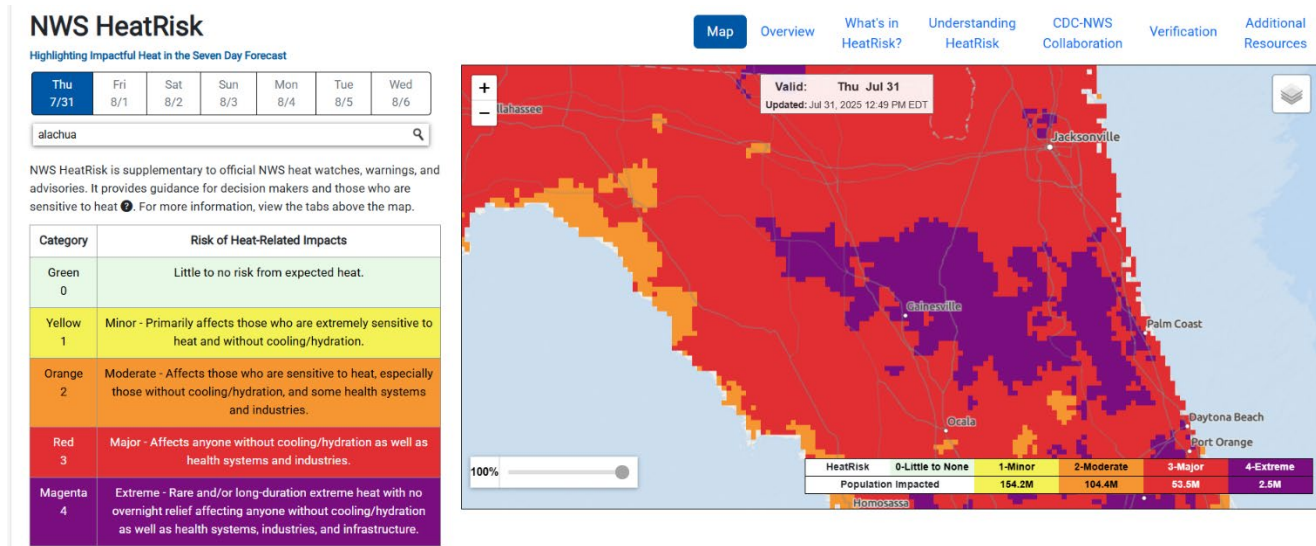 NWS HeatRisk
Highlighting Impactful Heat in the Seven Day Forecast
Map
Overview
What's in
HeatRisk?
Understanding
HeatRisk
CDC-NWS
Collaboration
Verification
Additional
Resources
Thu
7/31
Fri
8/1
Sat
8/2
Sun
8/3
Mon
8/4
Tue
8/5
Wed
8/6
alachua
NWS HeatRisk is supplementary to official NWS heat watches, warnings, and
advisories. It provides guidance for decision makers and those who are
sensitive to heat ?. For more information, view the tabs above the map.
Category Risk of Heat-Related Impacts
Green
0
Little to no risk from expected heat.
Yellow
1
Minor - Primarily affects those who are extremely sensitive to
heat and without cooling/hydration.
Orange
2
Moderate - Affects those who are sensitive to heat, especially
those without cooling/hydration, and some health systems
and industries.
Red
3
Major - Affects anyone without cooling/hydration as well as
health systems and industries.
Magenta
4
Extreme - Rare and/or long-duration extreme heat with no
overnight relief affecting anyone without cooling/hydration
as well as health systems, industries, and infrastructure.
+
−
Valid: Thu Jul 31
Updated: Jul 31, 2025 12:49 PM EDT
llahassee
Jacksonville
Gainesville
Palm Coast
Ocala
Daytona Beach
Port Orange
100%
HeatRisk 0-Little to None 1-Minor 2-Moderate 3-Major 4-Extreme
Population Impacted 154.2M 104.4M 53.5M 2.5M
Homosassa